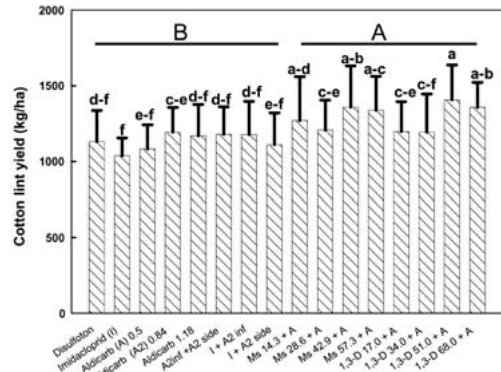 2000
B
A
1500
1000
500
0
Cotton lint yield (kg/ha)
d-f
f
e-f
c-e
d-f
d-f
d-f
e-f
a-d
c-e
a-b
a-c
c-e
c-f
a
a-b
Disulfoton
Imidacloprid (I)
Aldicarb (A) 0.5
Aldicarb (A2) 0.84
Aldicarb 1.18
A2inf +A2 side
I + A2 inf
I + A2 side
Ms 14.3 + A
Ms 28.6 + A
Ms 42.9 + A
Ms 57.3 + A
1,3-D 17.0 + A
1,3-D 34.0 + A
1,3-D 51.0 + A
1,3-D 68.0 + A